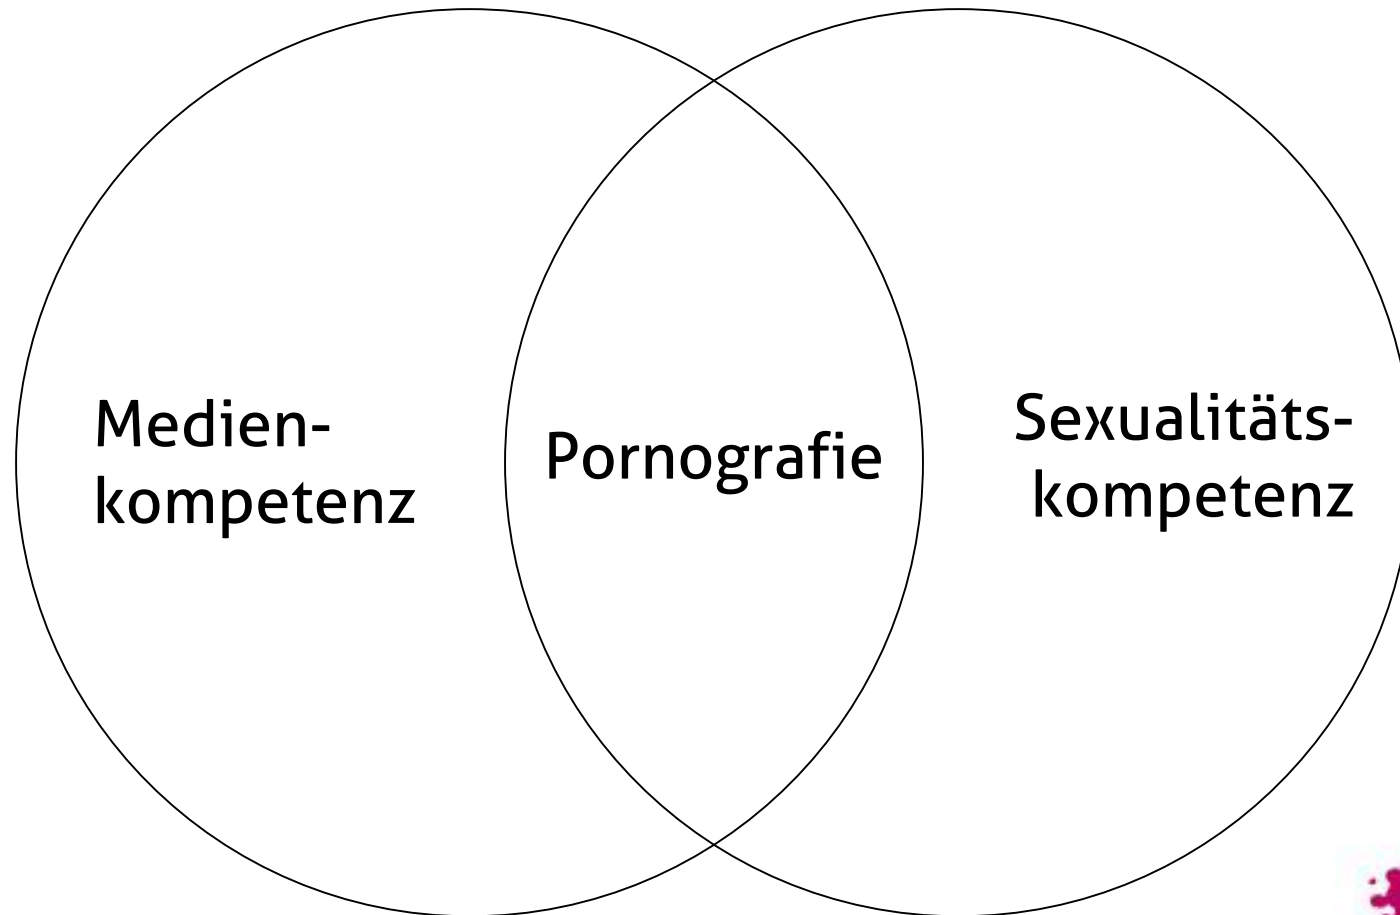 Medien-
kompetenz
Pornografie
Sexualitäts-
kompetenz